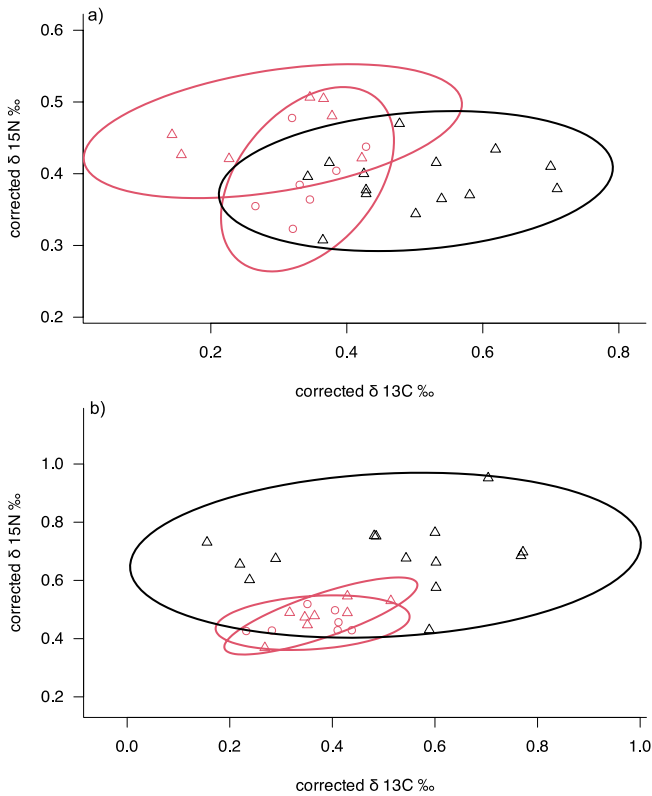 a)
0.6
0.5
0.4
0.3
0.2
corrected δ 15N ‰
0.2 0.4 0.6 0.8
corrected δ 13C ‰
b)
1.0
0.8
0.6
0.4
0.2
corrected δ 15N ‰
0.0 0.2 0.4 0.6 0.8 1.0
corrected δ 13C ‰